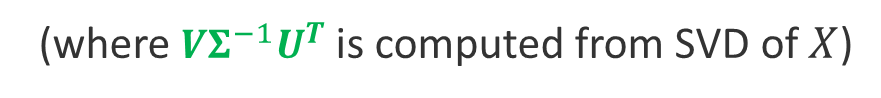 (where 𝑽𝚺⁻¹𝑼ᵀ is computed from SVD of 𝑋)